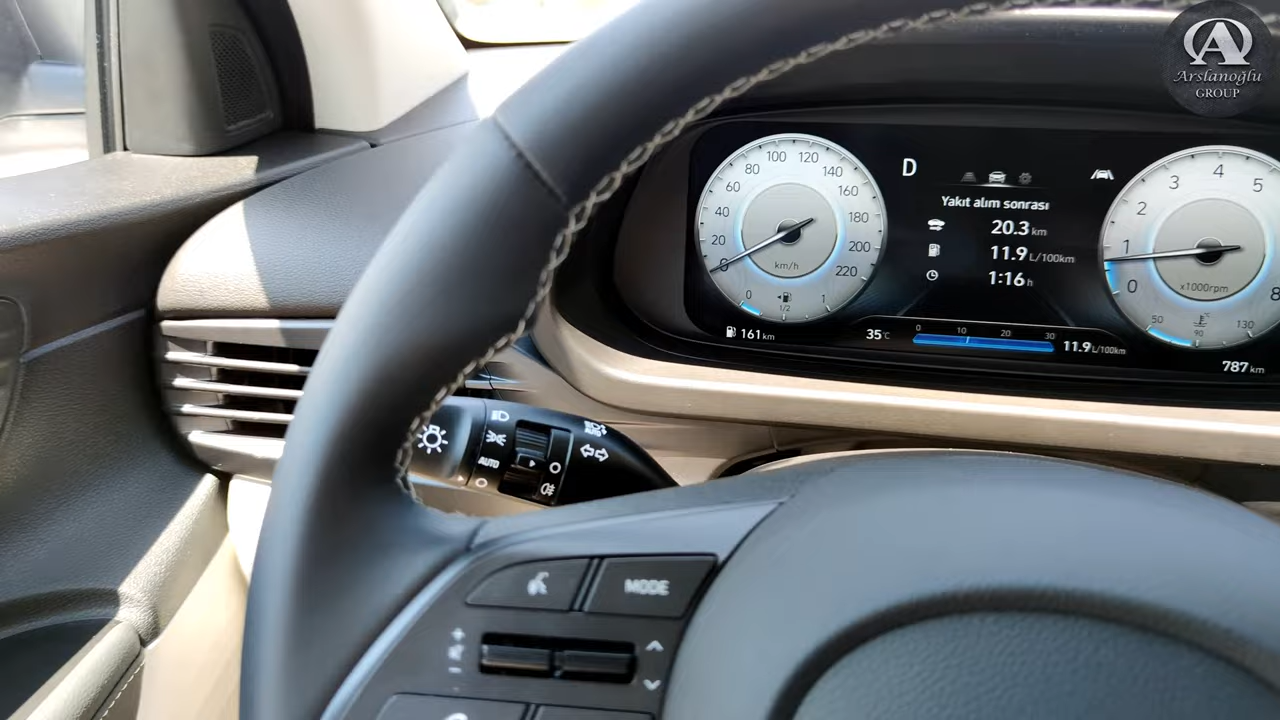 Arslanoğlu
GROUP
100 120
80 140
60 160
40 180
20 200
0 220
km/h
0 1/2 1
D
Yakıt alım sonrası
20.3 km
11.9 L/100km
1:16 h
3 4 5
2
1
0 8
x1000rpm
50 90 130
161 km
35°C
0 10 20 30
11.9 L/100km
787 km
AUTO
AUTO
MODE